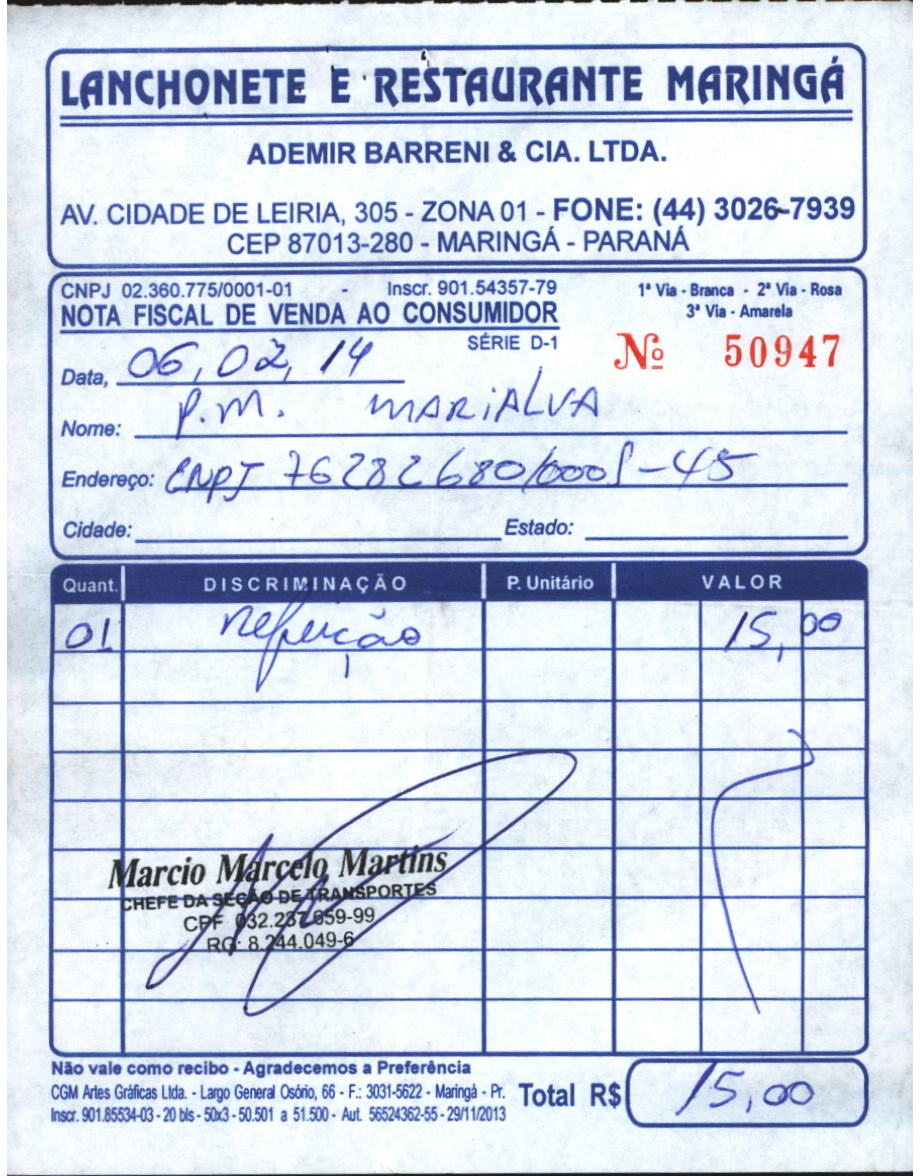 LANCHONETE E RESTAURANTE MARINGÁ
ADEMIR BARRENI & CIA. LTDA.
AV. CIDADE DE LEIRIA, 305 - ZONA 01 - FONE: (44) 3026-7939
CEP 87013-280 - MARINGÁ - PARANÁ
CNPJ 02.360.775/0001-01 - Inscr. 901.54357-79
1ª Via - Branca - 2ª Via - Rosa
3ª Via - Amarela
NOTA FISCAL DE VENDA AO CONSUMIDOR
SÉRIE D-1
Nº 50947
Data, 06, 02, 14
Nome: P.M. MARIALVA
Endereço: CNPJ 76282680/0001-45
Cidade: Estado:
Quant. DISCRIMINAÇÃO P. Unitário VALOR
01 Refeição 15,00
Marcio Marcelo Martins
CHEFE DA SEÇÃO DE TRANSPORTES
CPF 032.237.659-99
RG: 8.244.049-6
Não vale como recibo - Agradecemos a Preferência
CGM Artes Gráficas Ltda. - Largo General Osório, 66 - F.: 3031-5622 - Maringá - Pr.
Inscr. 901.85534-03 - 20 bls - 50x3 - 50.501 a 51.500 - Aut. 56524362-55 - 29/11/2013
Total R$ 15,00